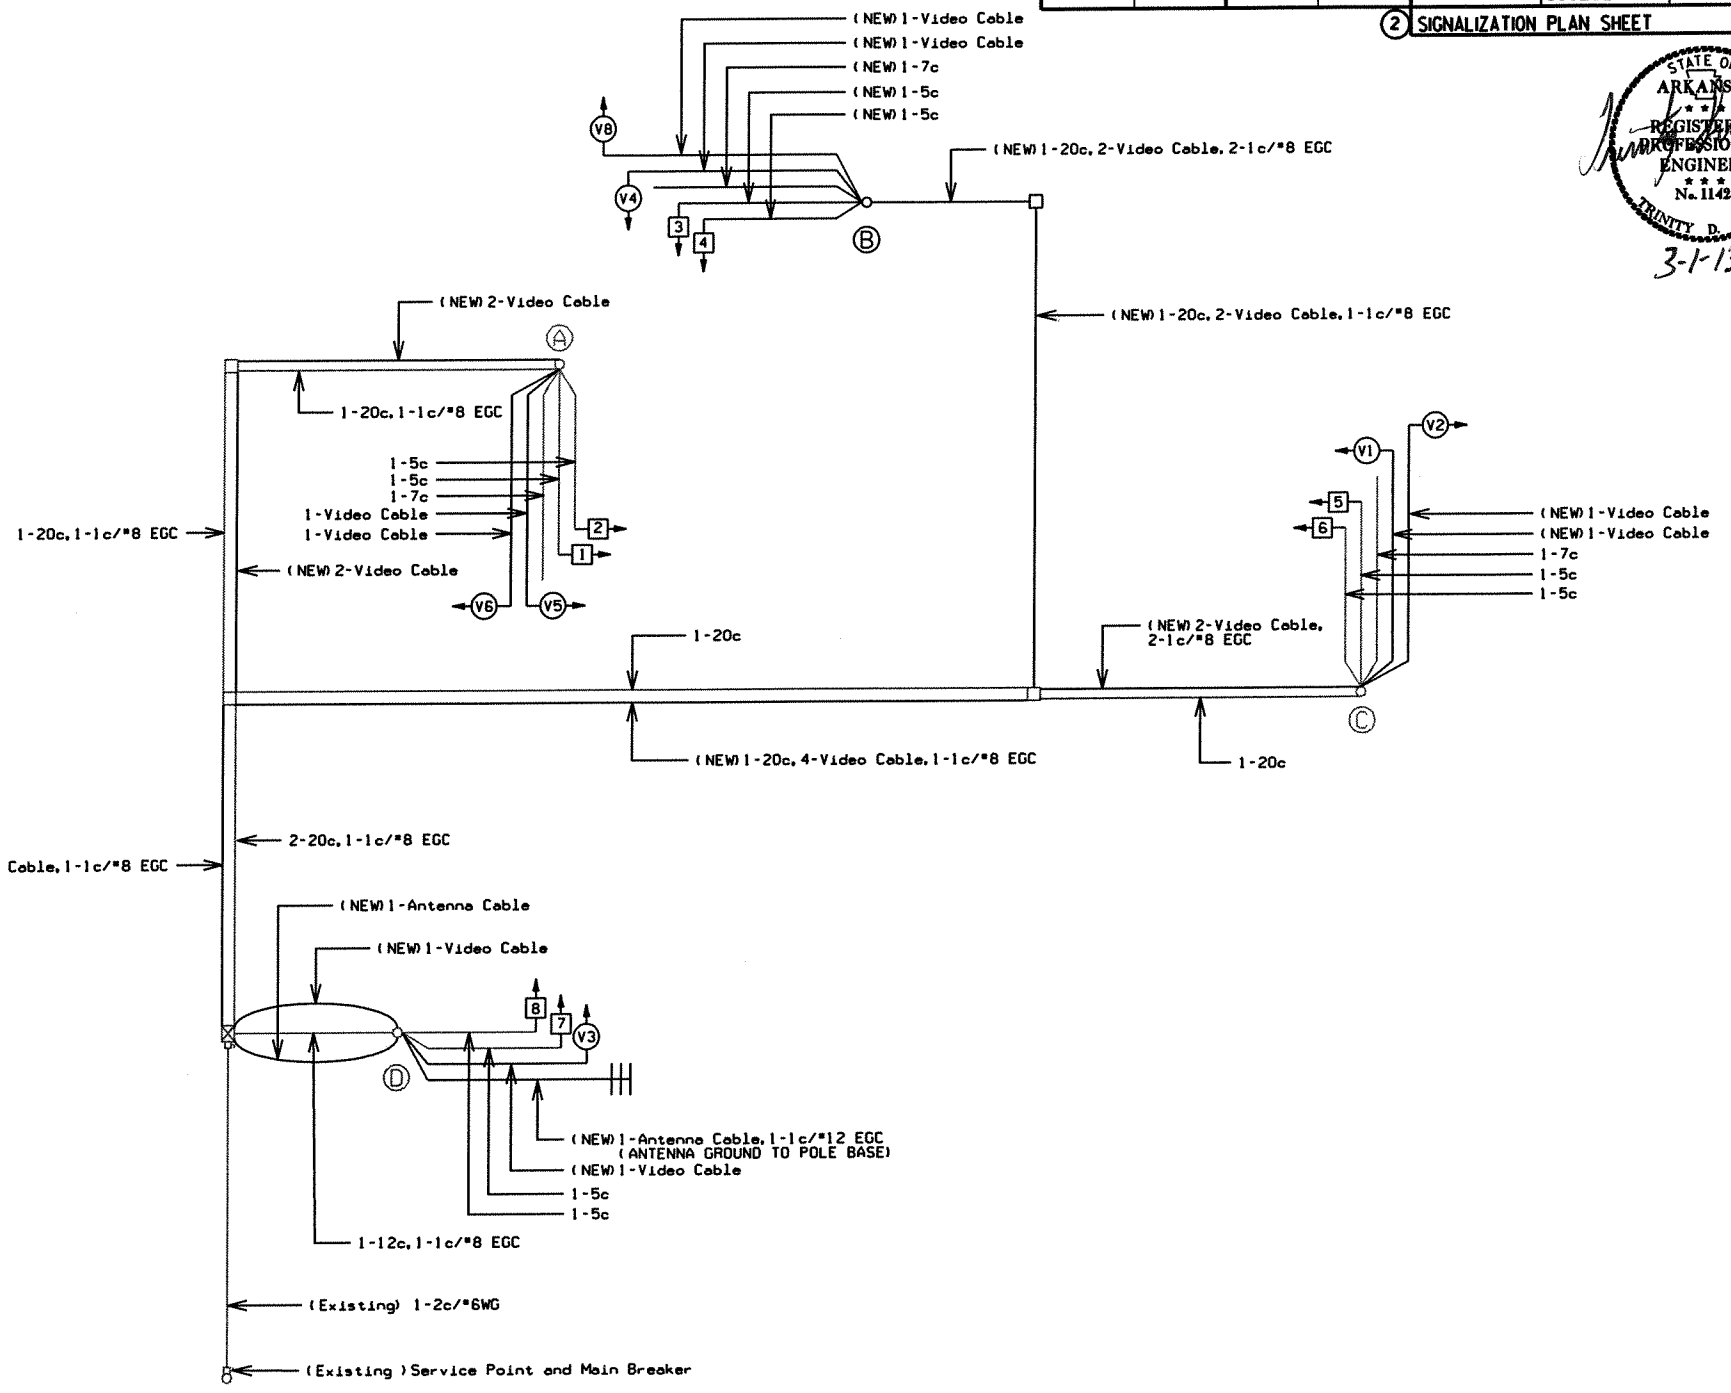 (NEW) 1-Video Cable
② SIGNALIZATION PLAN SHEET
(NEW) 1-Video Cable
(NEW) 1-7c
(NEW) 1-5c
(NEW) 1-5c
STATE
ARKANS
REGISTER
ENGINE
No. 1142
TRINITY D.
3-1-13
V8
V4
3
4
B
(NEW) 1-20c, 2-Video Cable, 2-1c/#8 EGC
(NEW) 2-Video Cable
(NEW) 1-20c, 2-Video Cable, 1-1c/#8 EGC
A
1-20c, 1-1c/#8 EGC
V2
V1
1-5c
1-5c
1-7c
1-Video Cable
1-Video Cable
2
1
5
6
(NEW) 1-Video Cable
(NEW) 1-Video Cable
1-7c
1-5c
1-5c
1-20c, 1-1c/#8 EGC
(NEW) 2-Video Cable
V6
V5
1-20c
(NEW) 2-Video Cable,
2-1c/#8 EGC
C
(NEW) 1-20c, 4-Video Cable, 1-1c/#8 EGC
1-20c
2-20c, 1-1c/#8 EGC
Cable, 1-1c/#8 EGC
(NEW) 1-Antenna Cable
(NEW) 1-Video Cable
8
7
V3
D
(NEW) 1-Antenna Cable, 1-1c/#12 EGC
(ANTENNA GROUND TO POLE BASE)
(NEW) 1-Video Cable
1-5c
1-5c
1-12c, 1-1c/#8 EGC
(Existing) 1-2c/#6WG
(Existing) Service Point and Main Breaker